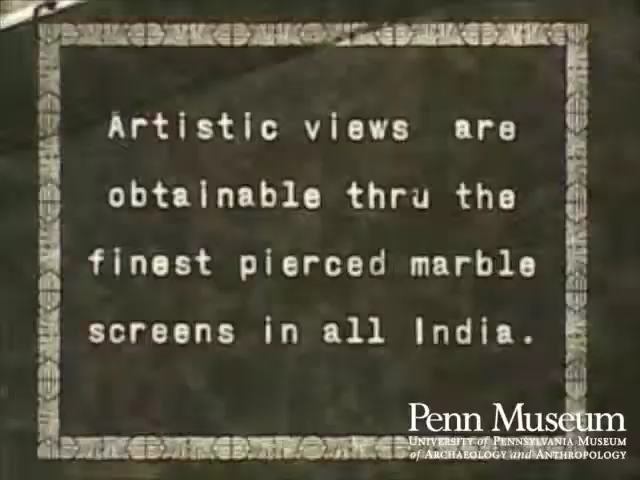 Artistic views are
obtainable thru the
finest pierced marble
screens in all India.
Penn Museum
UNIVERSITY of PENNSYLVANIA MUSEUM
of ARCHAEOLOGY and ANTHROPOLOGY